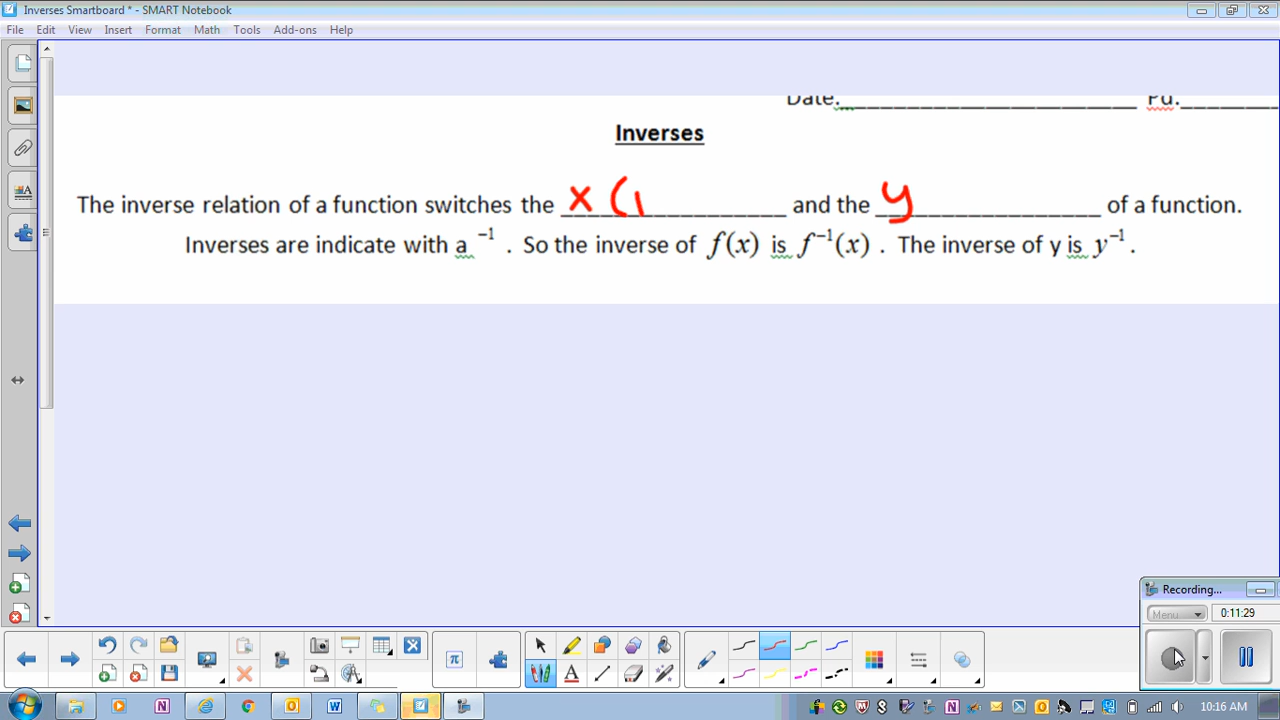 Inverses Smartboard * - SMART Notebook
File Edit View Insert Format Math Tools Add-ons Help
Date:__________________________ Pd.________
Inverses
The inverse relation of a function switches the x ( and the y of a function.
Inverses are indicate with a ⁻¹ . So the inverse of f(x) is f⁻¹(x) . The inverse of y is y⁻¹.
Recording...
Menu 0:11:29
10:16 AM